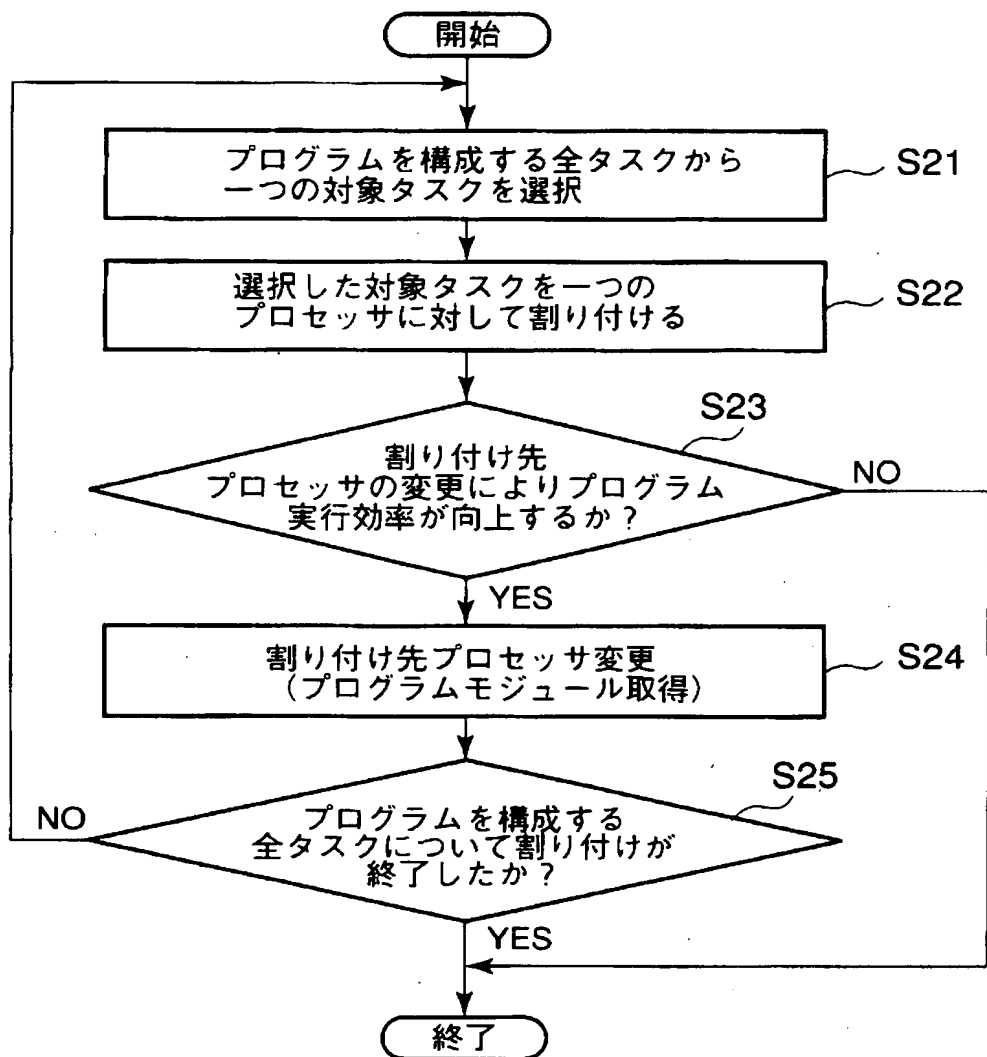 開始
プログラムを構成する全タスクから
一つの対象タスクを選択
S21
選択した対象タスクを一つの
プロセッサに対して割り付ける
S22
S23
割り付け先
プロセッサの変更によりプログラム
実行効率が向上するか？
NO
YES
割り付け先プロセッサ変更
（プログラムモジュール取得）
S24
S25
NO
プログラムを構成する
全タスクについて割り付けが
終了したか？
YES
終了